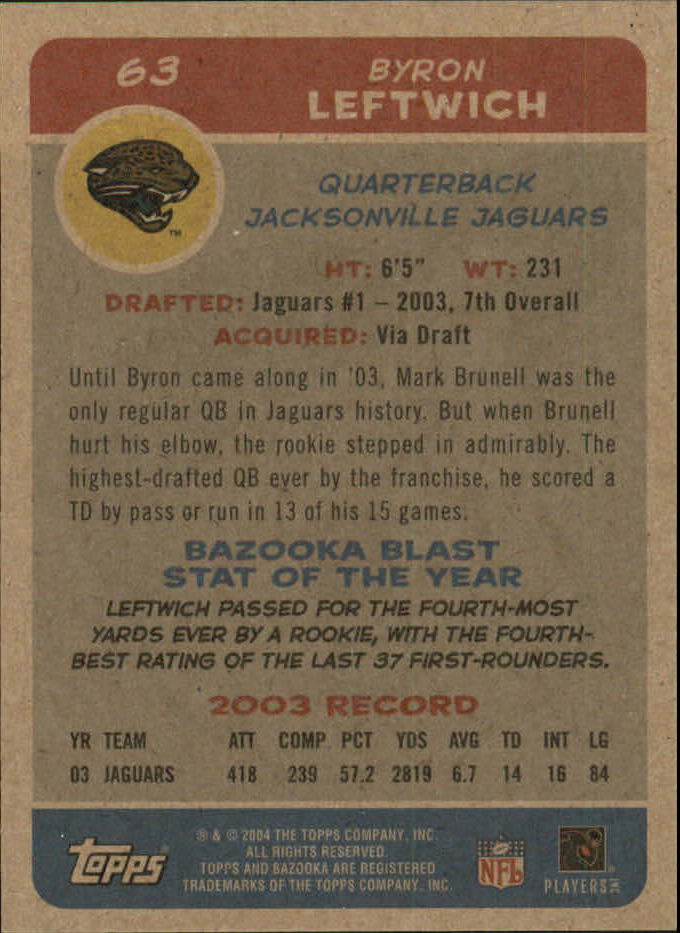 63
BYRON
LEFTWICH
QUARTERBACK
JACKSONVILLE JAGUARS
TM
HT: 6'5" WT: 231
DRAFTED: Jaguars #1 – 2003, 7th Overall
ACQUIRED: Via Draft
Until Byron came along in '03, Mark Brunell was the
only regular QB in Jaguars history. But when Brunell
hurt his elbow, the rookie stepped in admirably. The
highest-drafted QB ever by the franchise, he scored a
TD by pass or run in 13 of his 15 games.
BAZOOKA BLAST
STAT OF THE YEAR
LEFTWICH PASSED FOR THE FOURTH-MOST
YARDS EVER BY A ROOKIE, WITH THE FOURTH-
BEST RATING OF THE LAST 37 FIRST-ROUNDERS.
2003 RECORD
YR TEAM ATT COMP PCT YDS AVG TD INT LG
03 JAGUARS 418 239 57.2 2819 6.7 14 16 84
topps
® & © 2004 THE TOPPS COMPANY, INC.
ALL RIGHTS RESERVED.
TOPPS AND BAZOOKA ARE REGISTERED
TRADEMARKS OF THE TOPPS COMPANY, INC.
NFL
PLAYERS INC